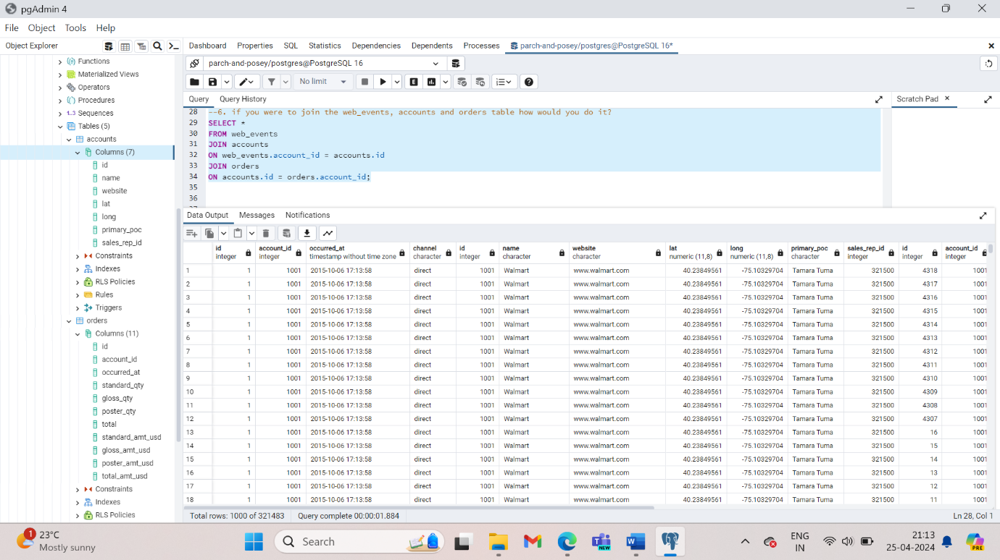 pgAdmin 4
File Object Tools Help
Object Explorer
Dashboard Properties SQL Statistics Dependencies Dependents Processes parch-and-posey/postgres@PostgreSQL 16*
Functions
Materialized Views
Operators
Procedures
1..3 Sequences
Tables (5)
accounts
Columns (7)
id
name
website
lat
long
primary_poc
sales_rep_id
Constraints
Indexes
RLS Policies
Rules
Triggers
orders
Columns (11)
id
account_id
occurred_at
standard_qty
gloss_qty
poster_qty
total
standard_amt_usd
gloss_amt_usd
poster_amt_usd
total_amt_usd
Constraints
Indexes
RLS Policies
parch-and-posey/postgres@PostgreSQL 16
No limit
E
Query Query History
Scratch Pad
28 --6. if you were to join the web_events, accounts and orders table how would you do it?
29 SELECT *
30 FROM web_events
31 JOIN accounts
32 ON web_events.account_id = accounts.id
33 JOIN orders
34 ON accounts.id = orders.account_id;
35
36
Data Output Messages Notifications
id account_id occurred_at channel id name website lat long primary_poc sales_rep_id id account_id
integer integer timestamp without time zone character integer character character numeric (11,8) numeric (11,8) character integer integer integer
1 1 1001 2015-10-06 17:13:58 direct 1001 Walmart www.walmart.com 40.23849561 -75.10329704 Tamara Tuma 321500 4318 1001
2 1 1001 2015-10-06 17:13:58 direct 1001 Walmart www.walmart.com 40.23849561 -75.10329704 Tamara Tuma 321500 4317 1001
3 1 1001 2015-10-06 17:13:58 direct 1001 Walmart www.walmart.com 40.23849561 -75.10329704 Tamara Tuma 321500 4316 1001
4 1 1001 2015-10-06 17:13:58 direct 1001 Walmart www.walmart.com 40.23849561 -75.10329704 Tamara Tuma 321500 4315 1001
5 1 1001 2015-10-06 17:13:58 direct 1001 Walmart www.walmart.com 40.23849561 -75.10329704 Tamara Tuma 321500 4314 1001
6 1 1001 2015-10-06 17:13:58 direct 1001 Walmart www.walmart.com 40.23849561 -75.10329704 Tamara Tuma 321500 4313 1001
7 1 1001 2015-10-06 17:13:58 direct 1001 Walmart www.walmart.com 40.23849561 -75.10329704 Tamara Tuma 321500 4312 1001
8 1 1001 2015-10-06 17:13:58 direct 1001 Walmart www.walmart.com 40.23849561 -75.10329704 Tamara Tuma 321500 4311 1001
9 1 1001 2015-10-06 17:13:58 direct 1001 Walmart www.walmart.com 40.23849561 -75.10329704 Tamara Tuma 321500 4310 1001
10 1 1001 2015-10-06 17:13:58 direct 1001 Walmart www.walmart.com 40.23849561 -75.10329704 Tamara Tuma 321500 4309 1001
11 1 1001 2015-10-06 17:13:58 direct 1001 Walmart www.walmart.com 40.23849561 -75.10329704 Tamara Tuma 321500 4308 1001
12 1 1001 2015-10-06 17:13:58 direct 1001 Walmart www.walmart.com 40.23849561 -75.10329704 Tamara Tuma 321500 4307 1001
13 1 1001 2015-10-06 17:13:58 direct 1001 Walmart www.walmart.com 40.23849561 -75.10329704 Tamara Tuma 321500 16 1001
14 1 1001 2015-10-06 17:13:58 direct 1001 Walmart www.walmart.com 40.23849561 -75.10329704 Tamara Tuma 321500 15 1001
15 1 1001 2015-10-06 17:13:58 direct 1001 Walmart www.walmart.com 40.23849561 -75.10329704 Tamara Tuma 321500 14 1001
16 1 1001 2015-10-06 17:13:58 direct 1001 Walmart www.walmart.com 40.23849561 -75.10329704 Tamara Tuma 321500 13 1001
17 1 1001 2015-10-06 17:13:58 direct 1001 Walmart www.walmart.com 40.23849561 -75.10329704 Tamara Tuma 321500 12 1001
18 1 1001 2015-10-06 17:13:58 direct 1001 Walmart www.walmart.com 40.23849561 -75.10329704 Tamara Tuma 321500 11 1001
Total rows: 1000 of 321483 Query complete 00:00:01.884 Ln 28, Col 1
1
23°C
Mostly sunny
Search
NEW
ENG
IN
21:13
25-04-2024
PRE